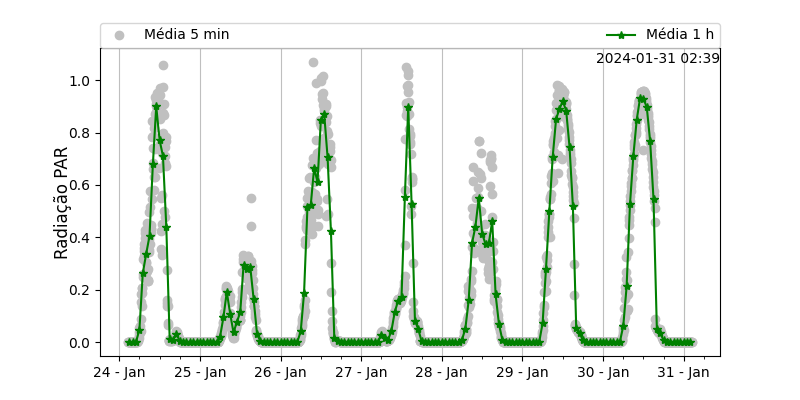 Média 5 min
Média 1 h
2024-01-31 02:39
Radiação PAR
1.0
0.8
0.6
0.4
0.2
0.0
24 - Jan
25 - Jan
26 - Jan
27 - Jan
28 - Jan
29 - Jan
30 - Jan
31 - Jan